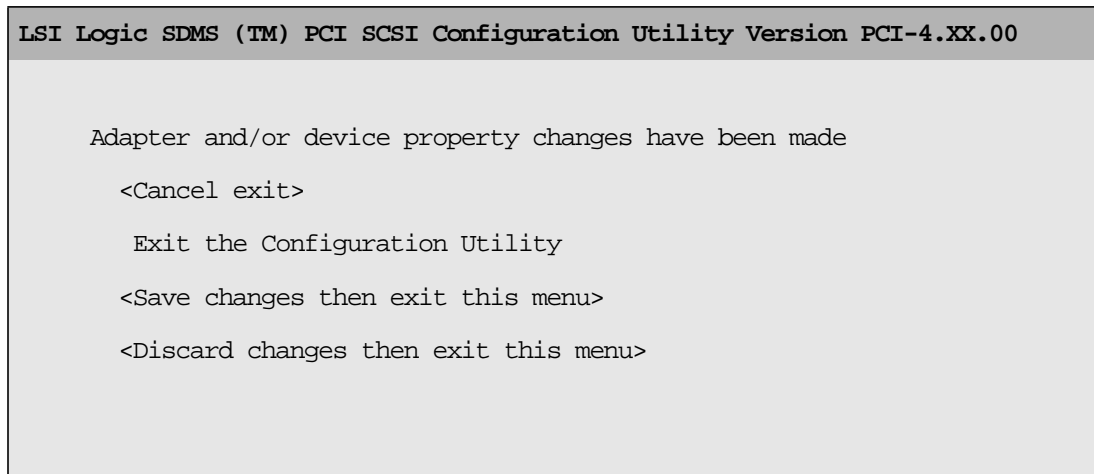 LSI Logic SDMS (TM) PCI SCSI Configuration Utility Version PCI-4.XX.00
Adapter and/or device property changes have been made
<Cancel exit>
Exit the Configuration Utility
<Save changes then exit this menu>
<Discard changes then exit this menu>